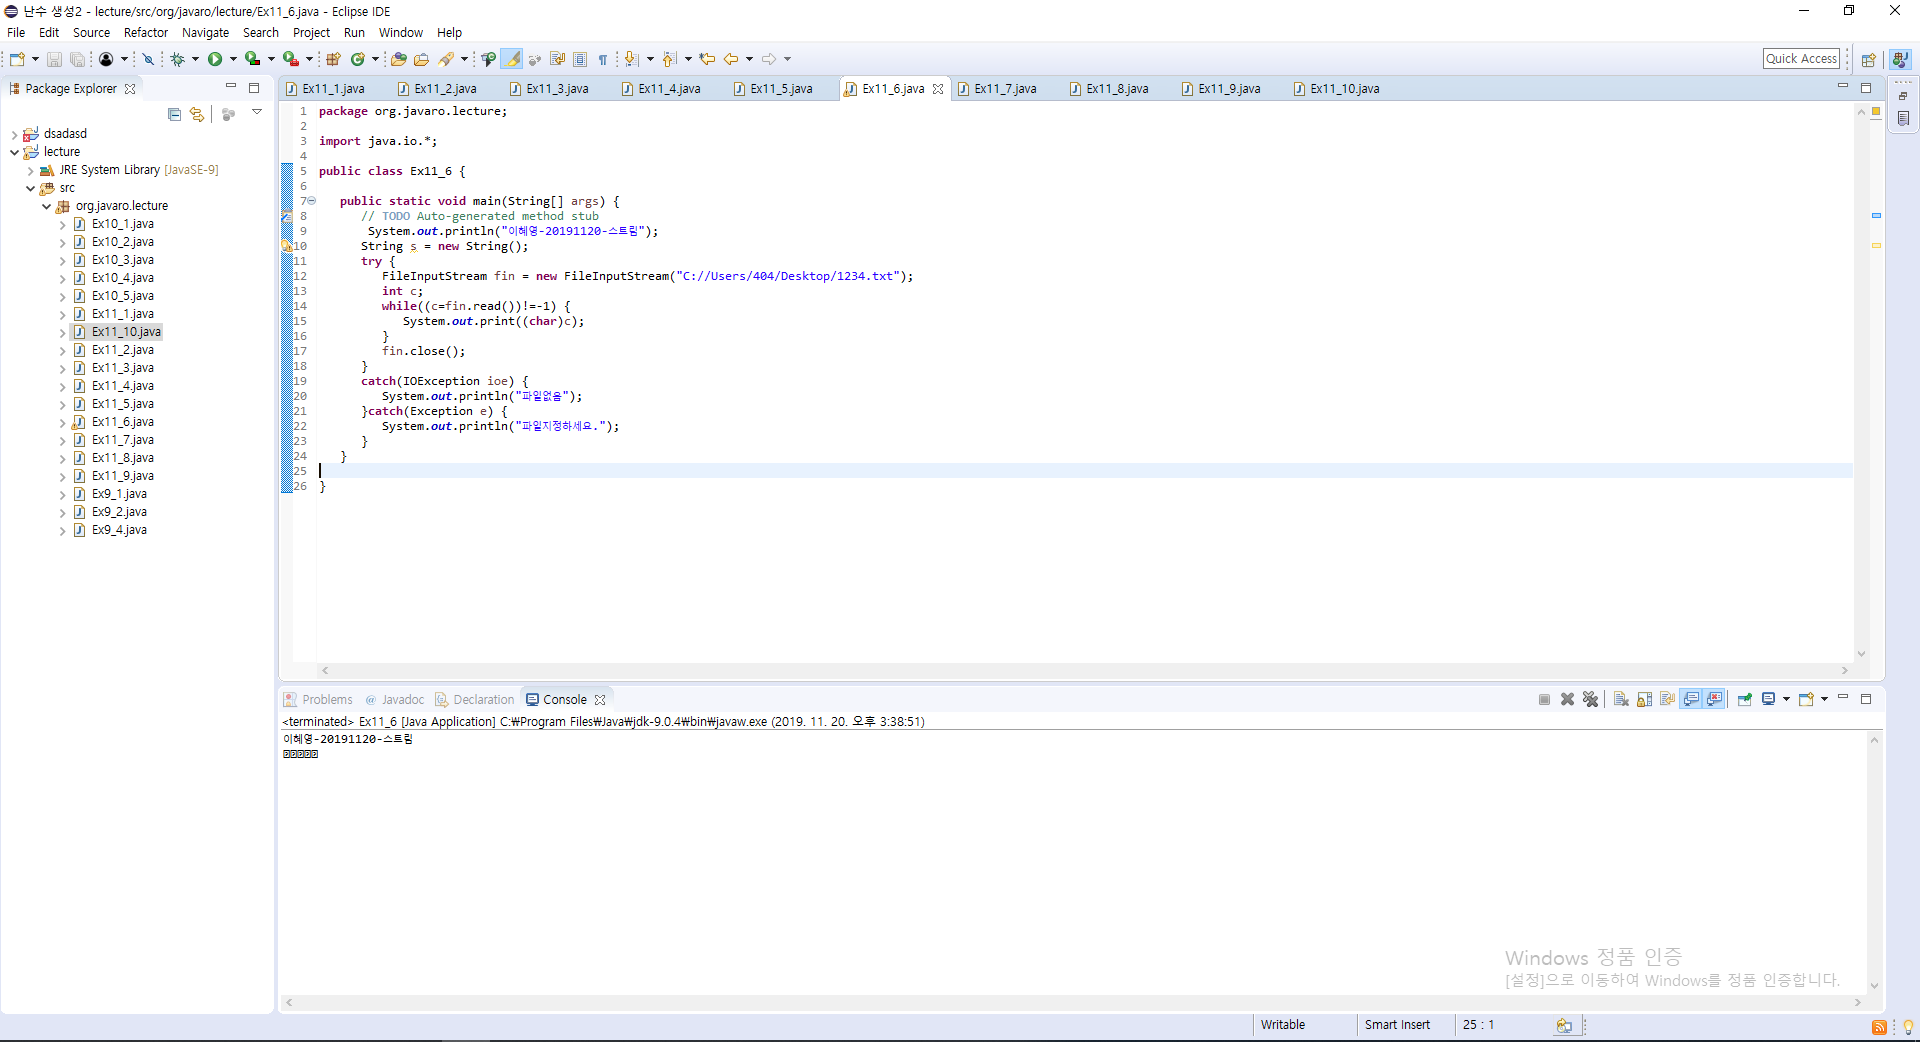 난수 생성2 - lecture/src/org/javaro/lecture/Ex11_6.java - Eclipse IDE
File Edit Source Refactor Navigate Search Project Run Window Help
Quick Access
Package Explorer
dsadasd
lecture
JRE System Library [JavaSE-9]
src
org.javaro.lecture
Ex10_1.java
Ex10_2.java
Ex10_3.java
Ex10_4.java
Ex10_5.java
Ex11_1.java
Ex11_10.java
Ex11_2.java
Ex11_3.java
Ex11_4.java
Ex11_5.java
Ex11_6.java
Ex11_7.java
Ex11_8.java
Ex11_9.java
Ex9_1.java
Ex9_2.java
Ex9_4.java
Ex11_1.java Ex11_2.java Ex11_3.java Ex11_4.java Ex11_5.java Ex11_6.java Ex11_7.java Ex11_8.java Ex11_9.java Ex11_10.java
1 package org.javaro.lecture;
2
3 import java.io.*;
4
5 public class Ex11_6 {
6
7 public static void main(String[] args) {
8 // TODO Auto-generated method stub
9 System.out.println("이혜영-20191120-스트림");
10 String s = new String();
11 try {
12 FileInputStream fin = new FileInputStream("C://Users/404/Desktop/1234.txt");
13 int c;
14 while((c=fin.read())!=-1) {
15 System.out.print((char)c);
16 }
17 fin.close();
18 }
19 catch(IOException ioe) {
20 System.out.println("파일없음");
21 }catch(Exception e) {
22 System.out.println("파일지정하세요.");
23 }
24 }
25
26 }
Problems Javadoc Declaration Console
<terminated> Ex11_6 [Java Application] C:₩Program Files₩Java₩jdk-9.0.4₩bin₩javaw.exe (2019. 11. 20. 오후 3:38:51)
이혜영-20191120-스트림
Windows 정품 인증
[설정]으로 이동하여 Windows를 정품 인증합니다.
Writable Smart Insert 25 : 1